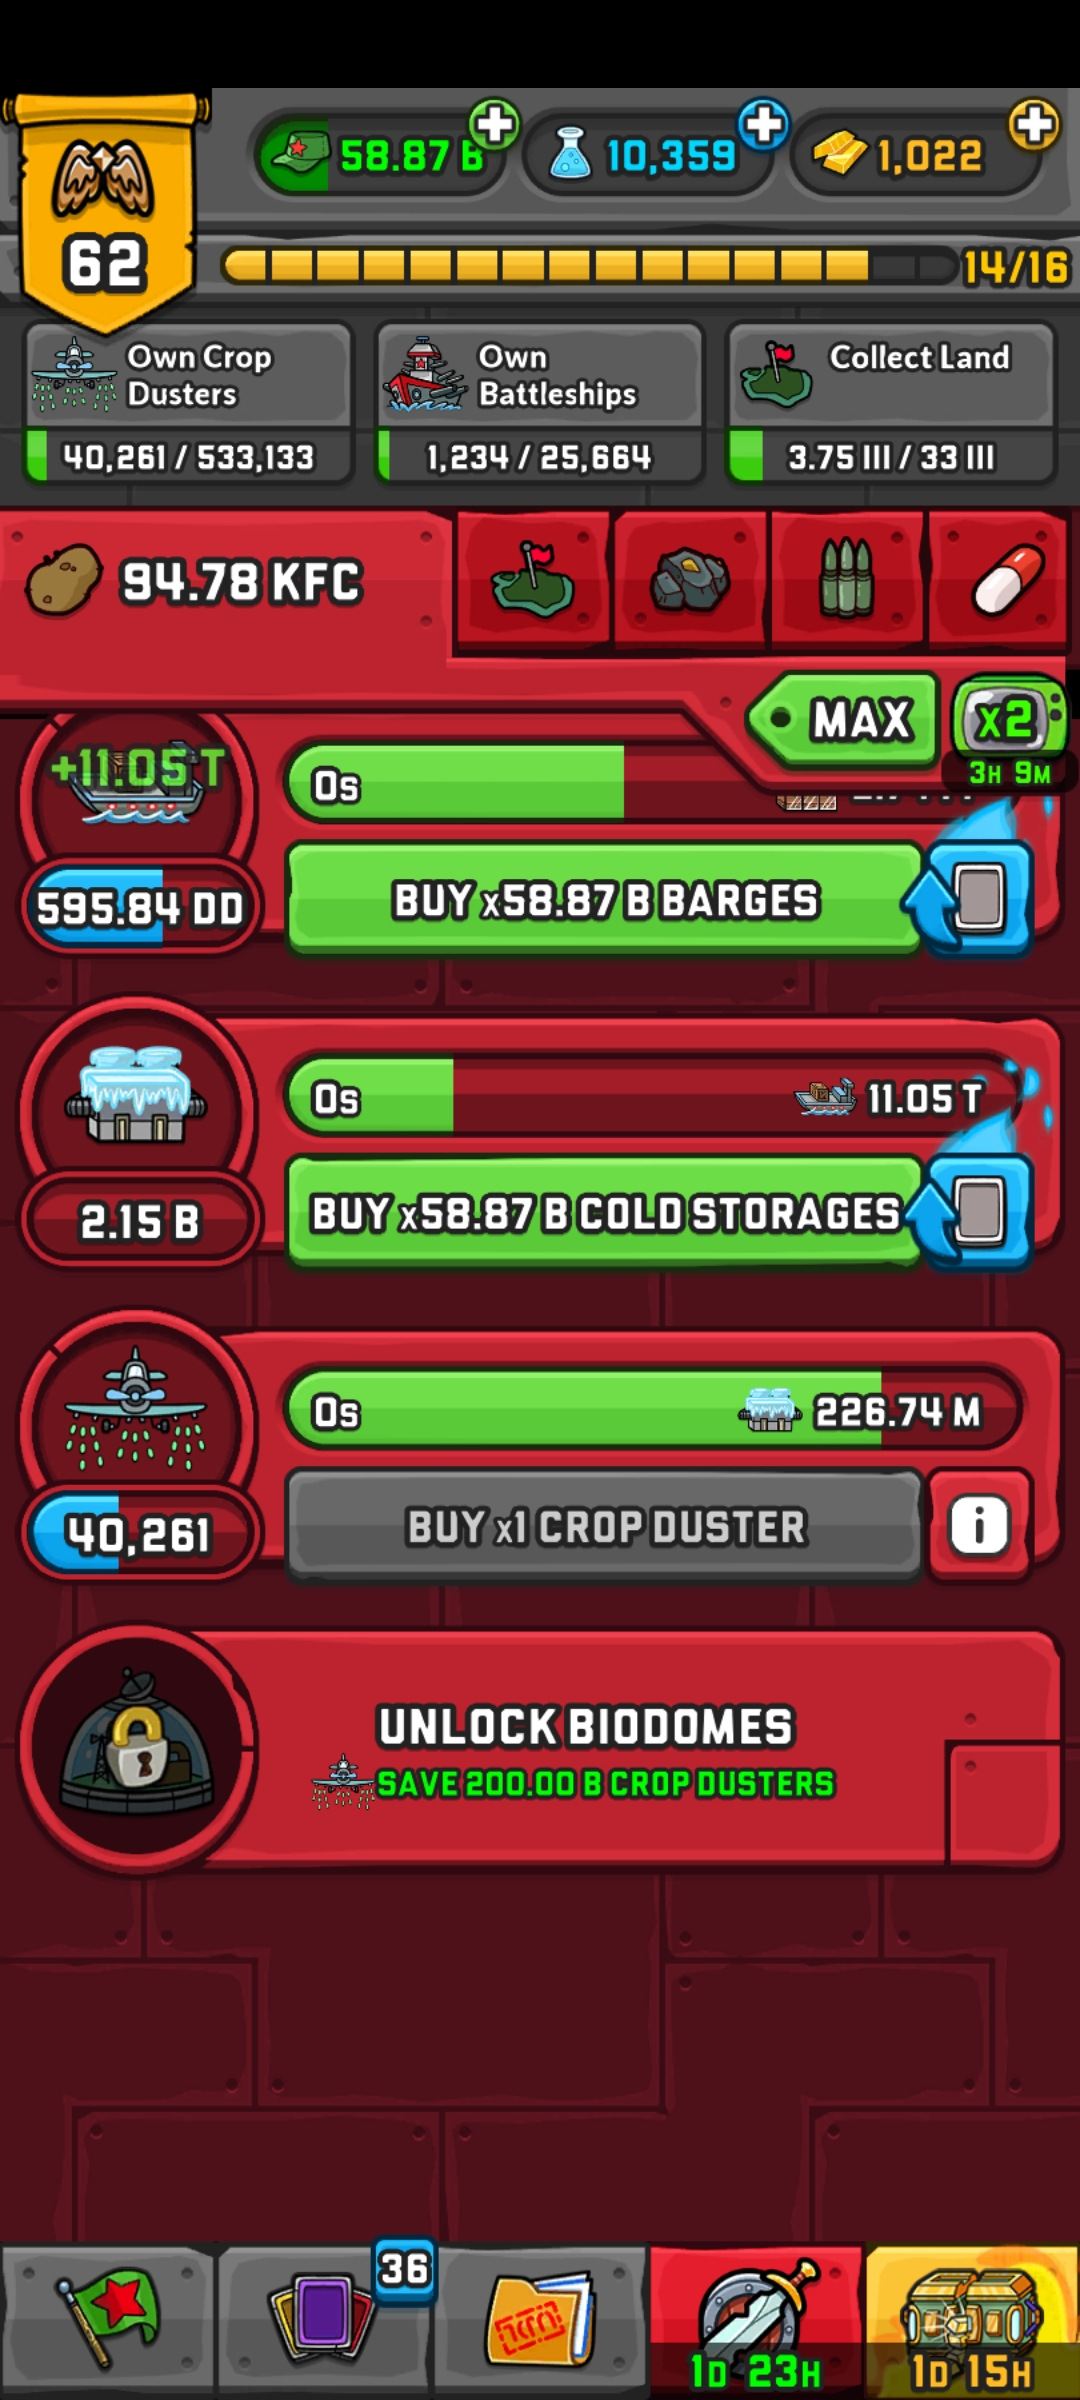 58.87 B
10,359
1,022
62
14/16
Own Crop
Dusters
40,261 / 533,133
Own
Battleships
1,234 / 25,664
Collect Land
3.75 III / 33 III
94.78 KFC
MAX
x2
3H 9M
+11.05 T
0s
595.84 DD
BUY x58.87 B BARGES
0s
11.05 T
2.15 B
BUY x58.87 B COLD STORAGES
0s
226.74 M
40,261
BUY x1 CROP DUSTER
i
UNLOCK BIODOMES
SAVE 200.00 B CROP DUSTERS
36
1D 23H
1D 15H